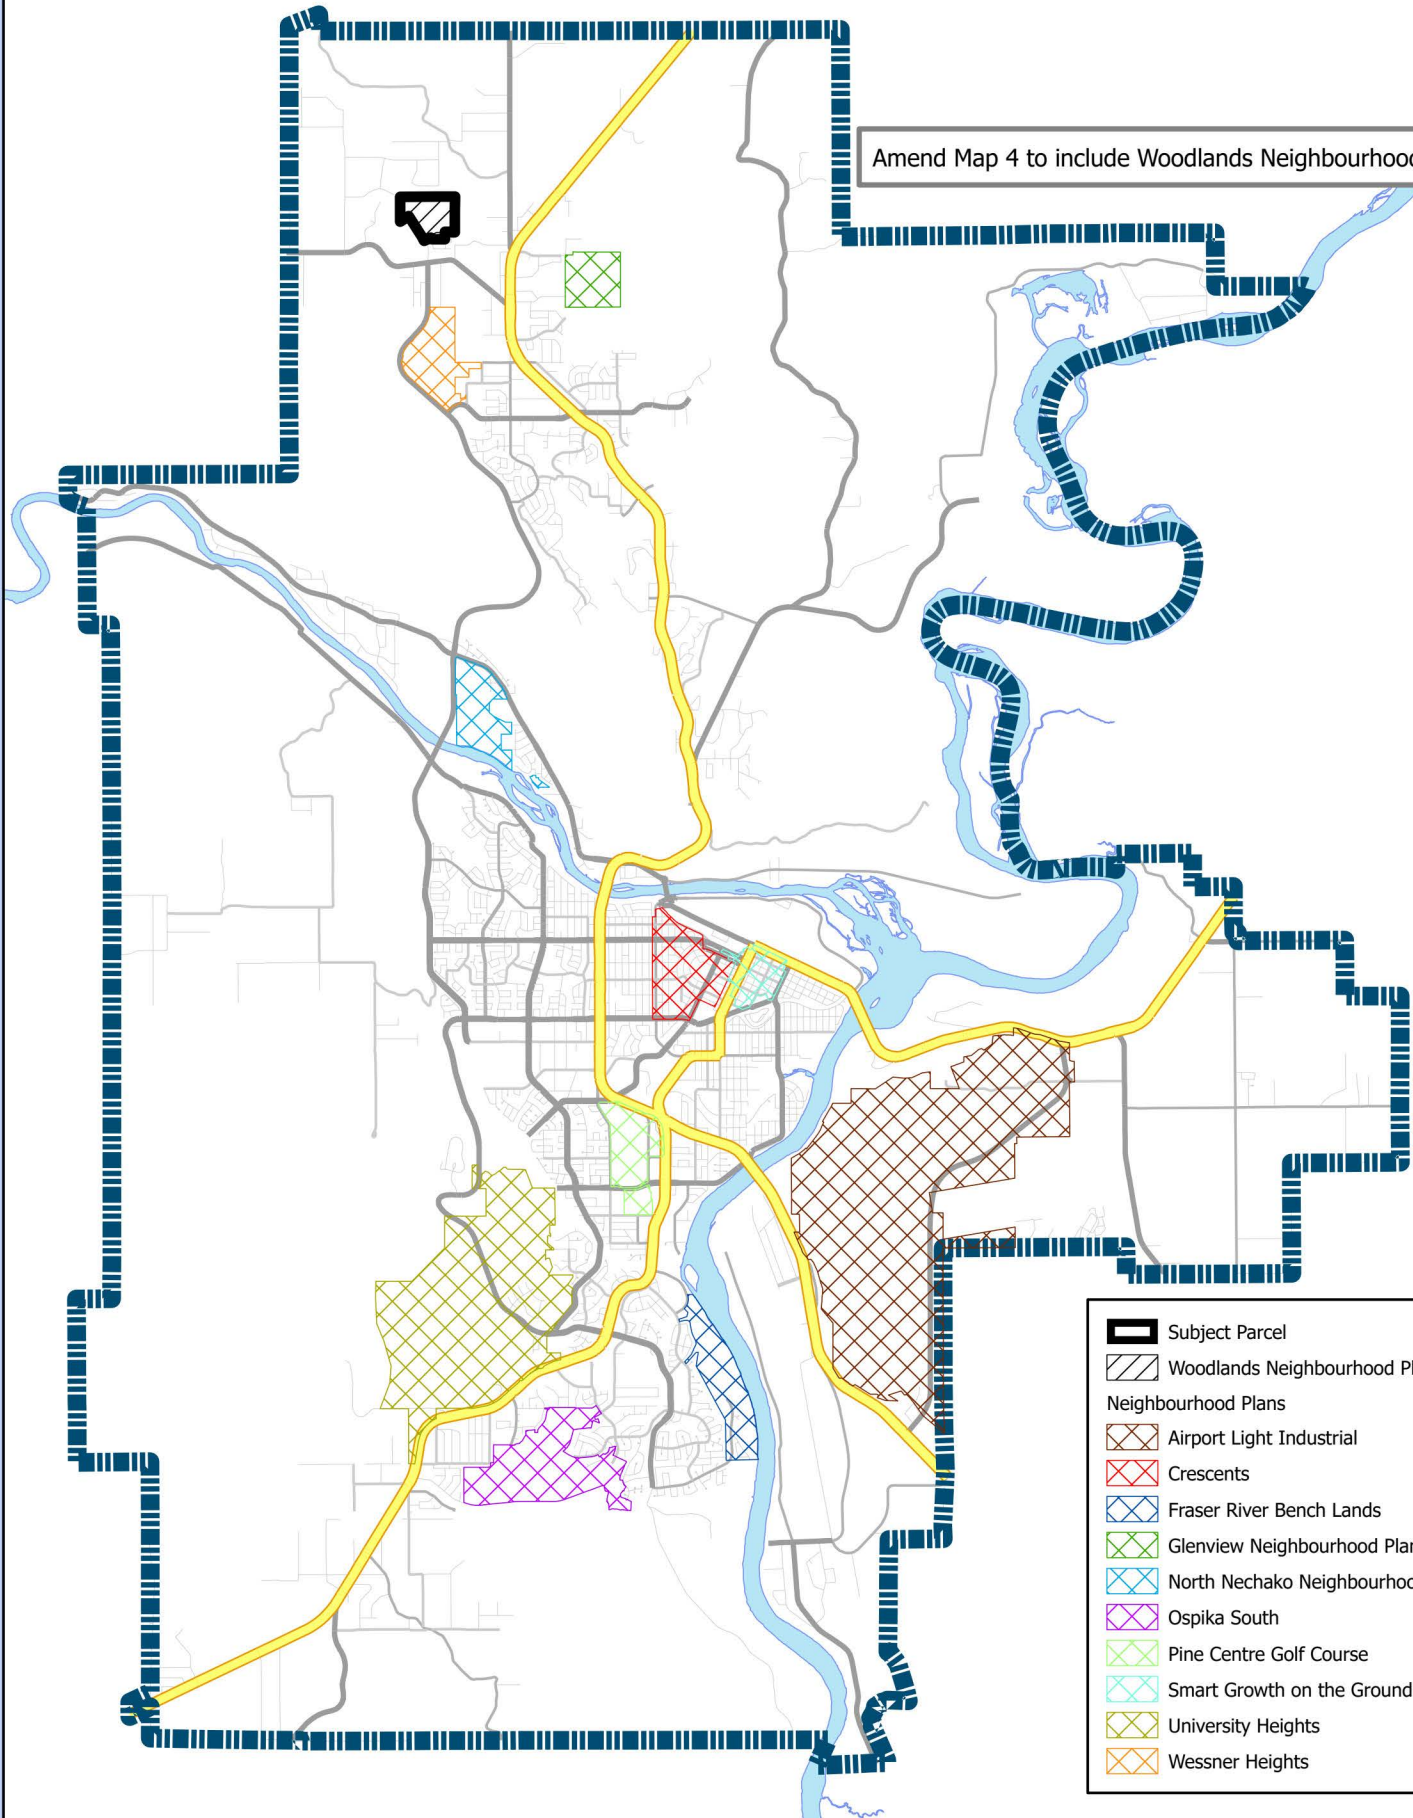 Amend Map 4 to include Woodlands Neighbourhood
Subject Parcel
Woodlands Neighbourhood Pl
Neighbourhood Plans
Airport Light Industrial
Crescents
Fraser River Bench Lands
Glenview Neighbourhood Plan
North Nechako Neighbourhoo
Ospika South
Pine Centre Golf Course
Smart Growth on the Ground
University Heights
Wessner Heights